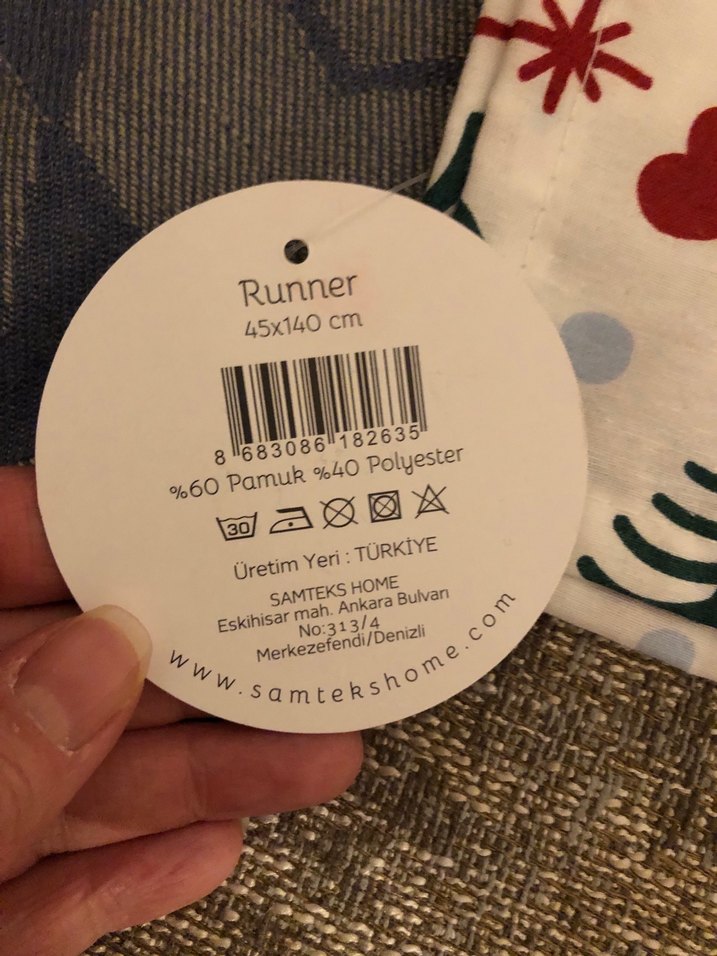 Runner
45x140 cm
8 683086 182635
%60 Pamuk %40 Polyester
30
Üretim Yeri : TÜRKİYE
SAMTEKS HOME
Eskihisar mah. Ankara Bulvarı
No:313/4
Merkezefendi/Denizli
www.samtekshome.com